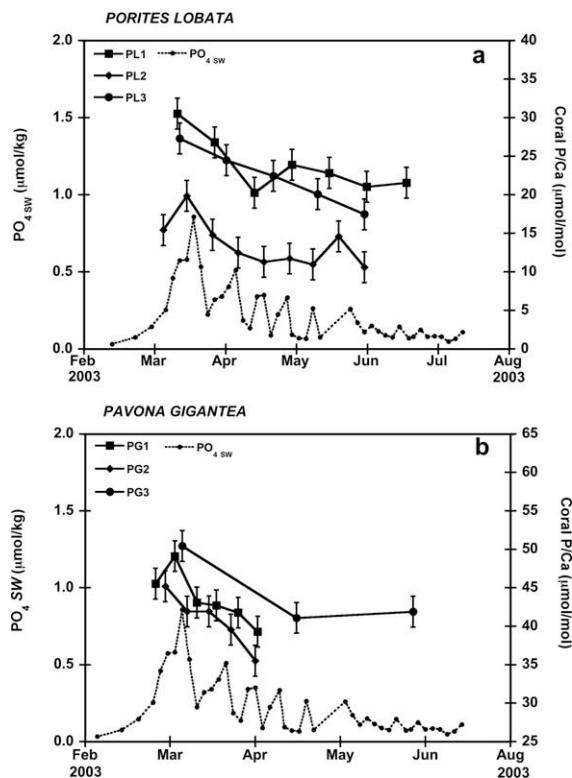 PORITES LOBATA
a
PL1 PO4 SW
PL2
PL3
2.0
1.5
1.0
0.5
0.0
PO4 SW (μmol/kg)
40
35
30
25
20
15
10
5
0
Coral P/Ca (μmol/mol)
Feb Mar Apr May Jun Jul Aug
2003 2003
PAVONA GIGANTEA
b
PG1 PO4 SW
PG2
PG3
2.0
1.5
1.0
0.5
0.0
PO4 SW (μmol/kg)
65
60
55
50
45
40
35
30
25
Coral P/Ca (μmol/mol)
Feb Mar Apr May Jun Aug
2003 2003